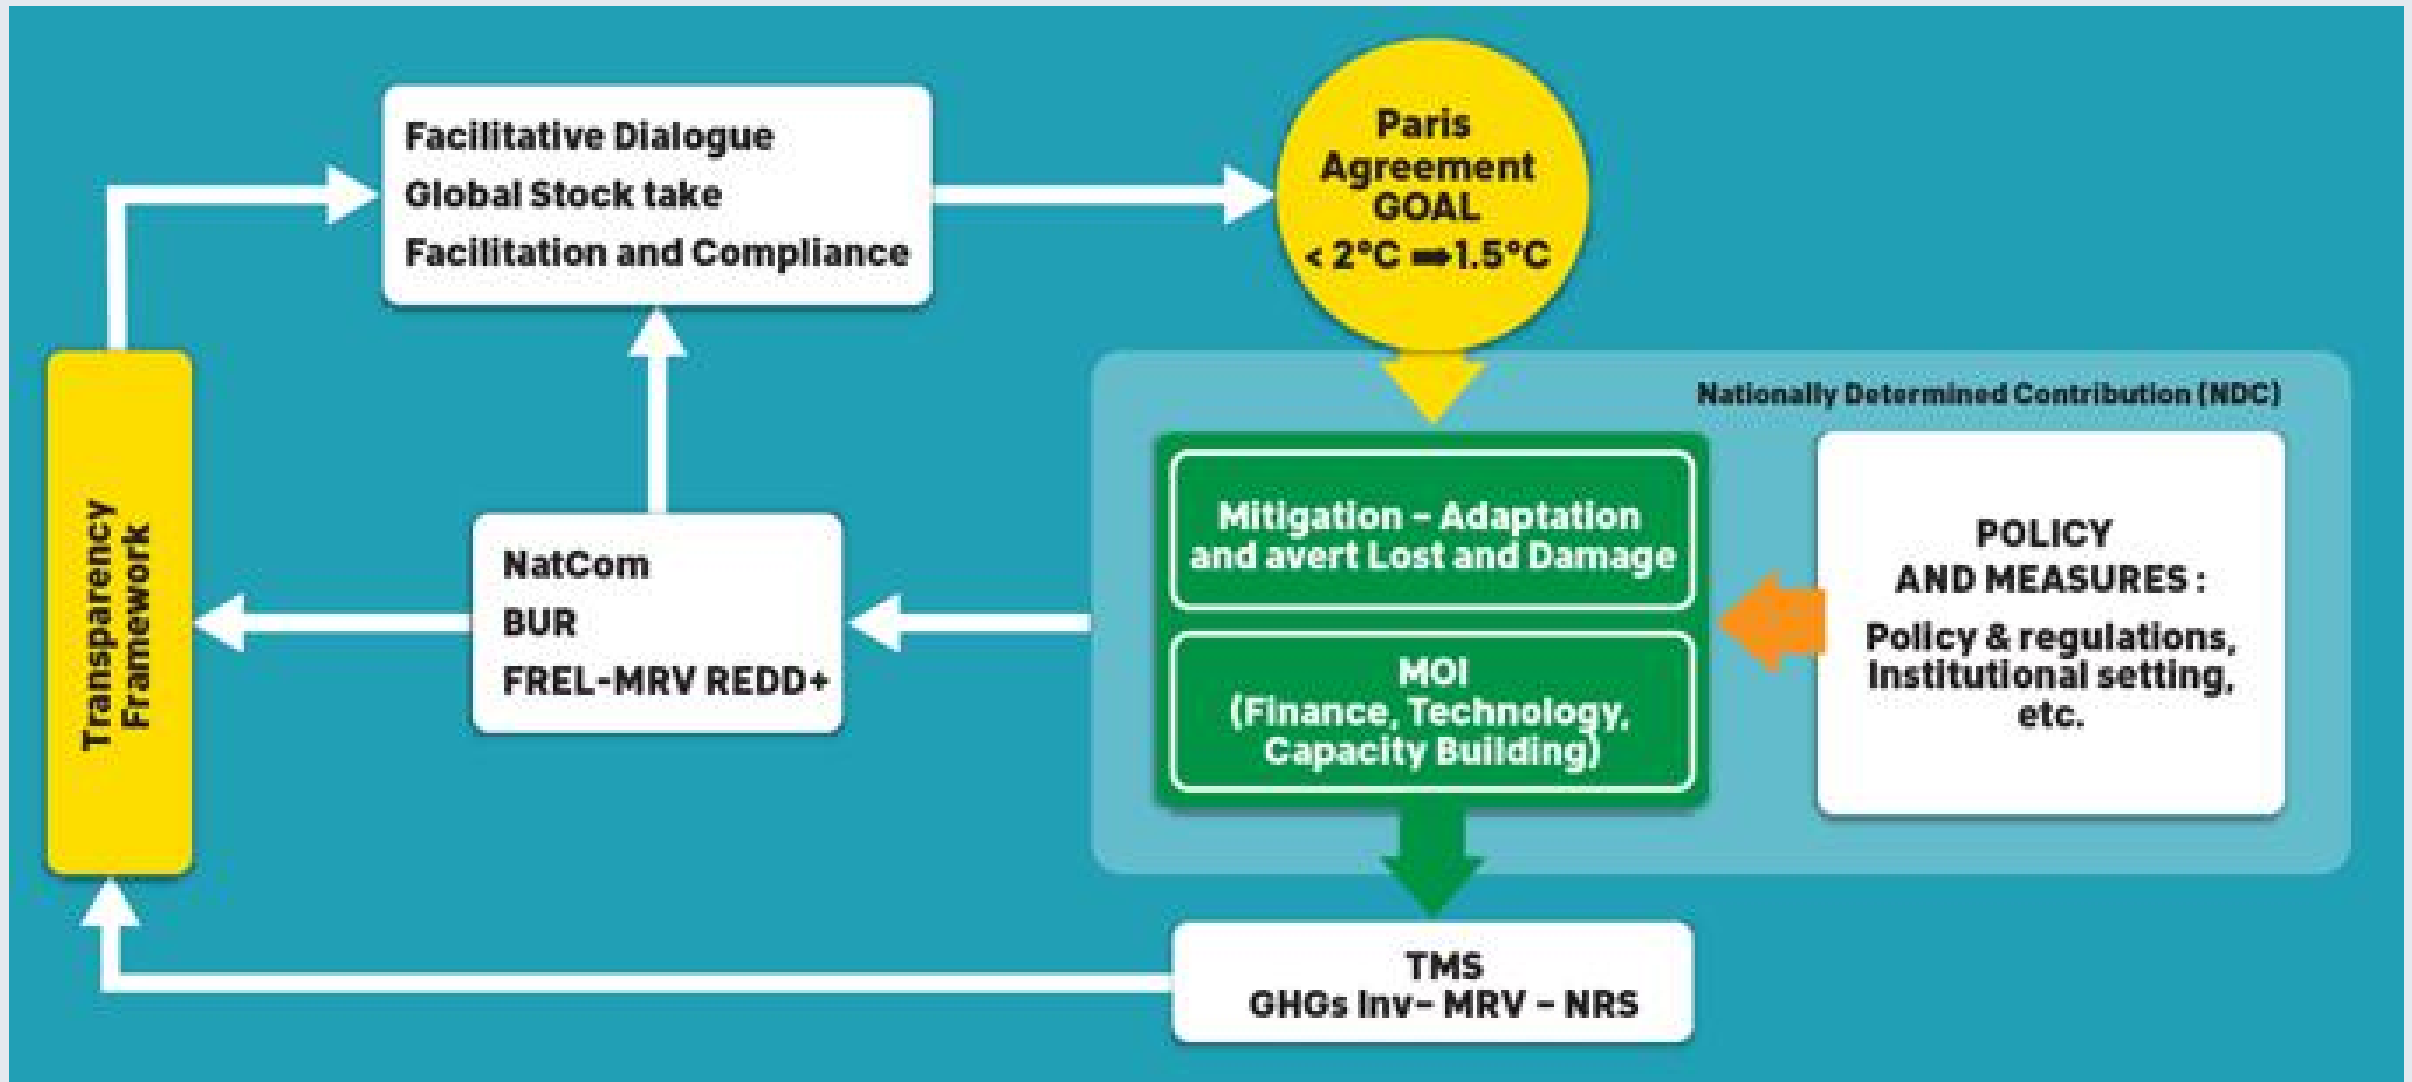 Facilitative Dialogue
Global Stock take
Facilitation and Compliance
Paris
Agreement
GOAL
< 2°C ➡1.5°C
Nationally Determined Contribution (NDC)
Transparency
Framework
NatCom
BUR
FREL-MRV REDD+
Mitigation – Adaptation
and avert Lost and Damage
MOI
(Finance, Technology,
Capacity Building)
POLICY
AND MEASURES :
Policy & regulations,
Institutional setting,
etc.
TMS
GHGs Inv– MRV – NRS